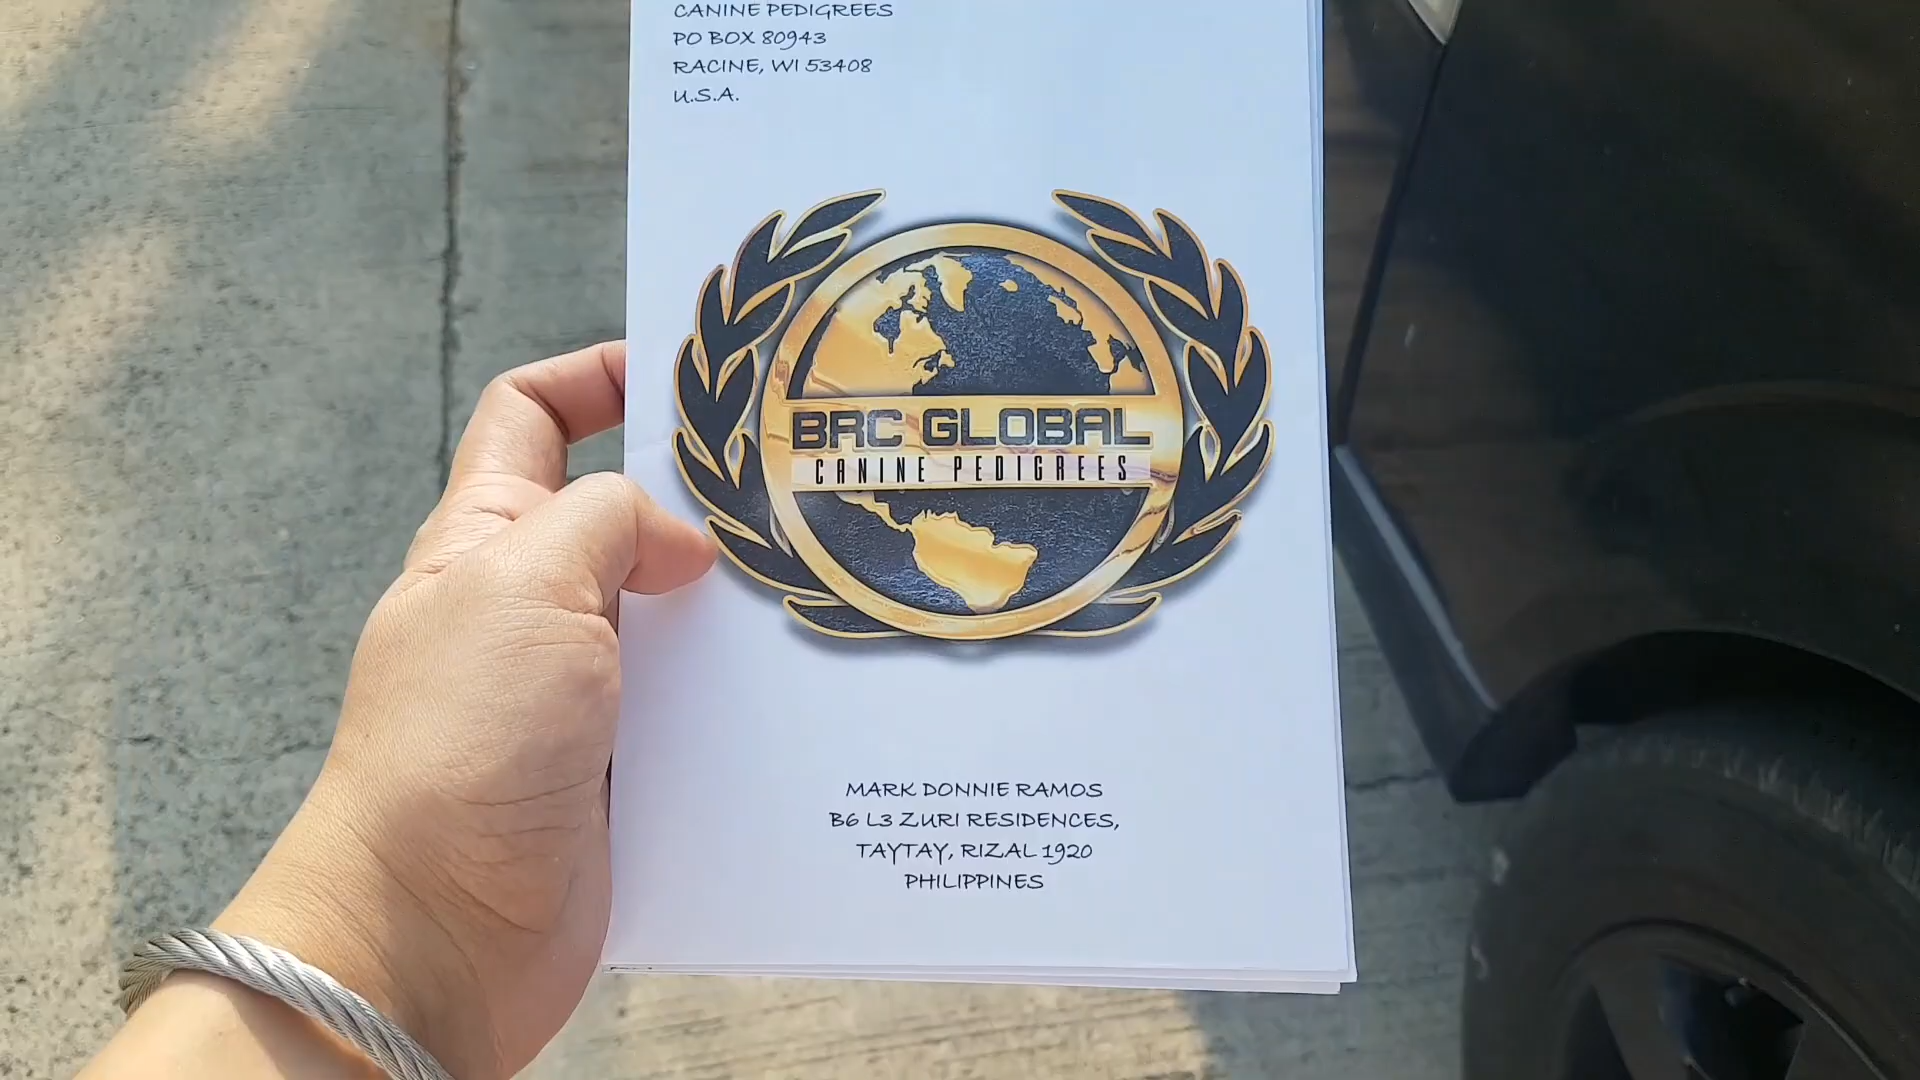 CANINE PEDIGREES
PO BOX 80943
RACINE, WI 53408
U.S.A.
BRC GLOBAL
CANINE PEDIGREES
MARK DONNIE RAMOS
B6 L3 ZURI RESIDENCES,
TAYTAY, RIZAL 1920
PHILIPPINES